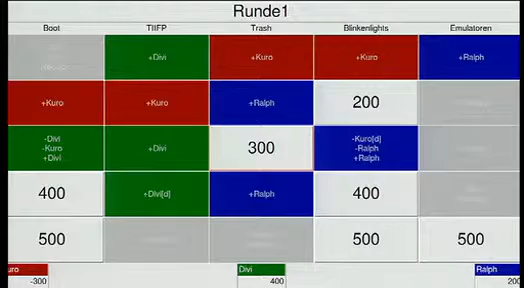 Runde1
Boot TIIFP Trash Blinkenlights Emulatoren
+Divi +Kuro +Kuro +Ralph
+Kuro +Kuro +Ralph 200
-Divi
-Kuro
+Divi
+Divi
300
-Kuro[d]
-Ralph
+Ralph
400 +Divi[d] +Ralph 400
500 500 500
uro Divi Ralph
-300 400 200